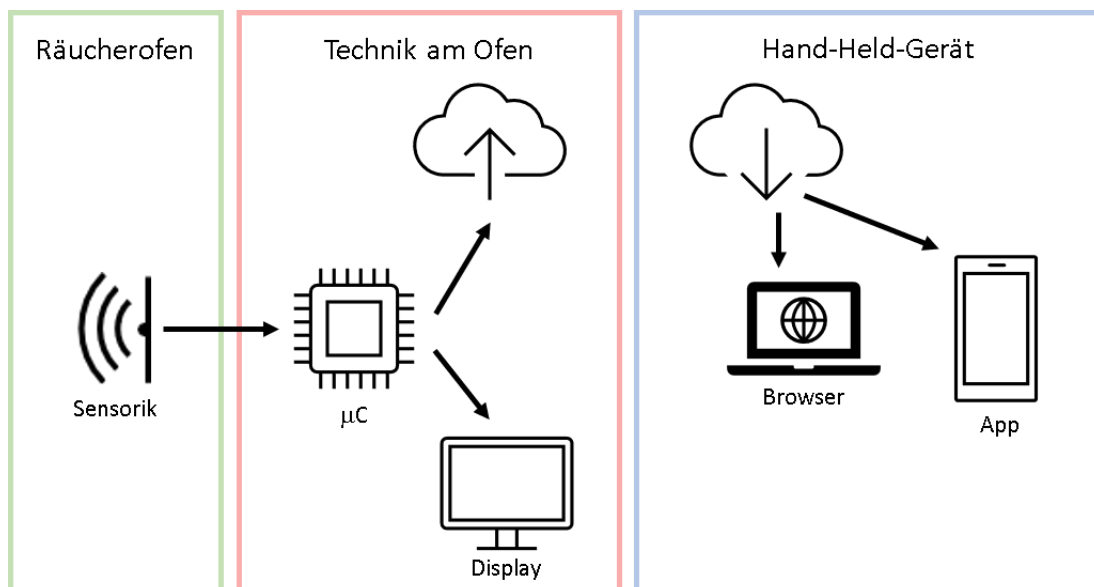 Räucherofen
Technik am Ofen
Hand-Held-Gerät
Sensorik
μC
Display
Browser
App